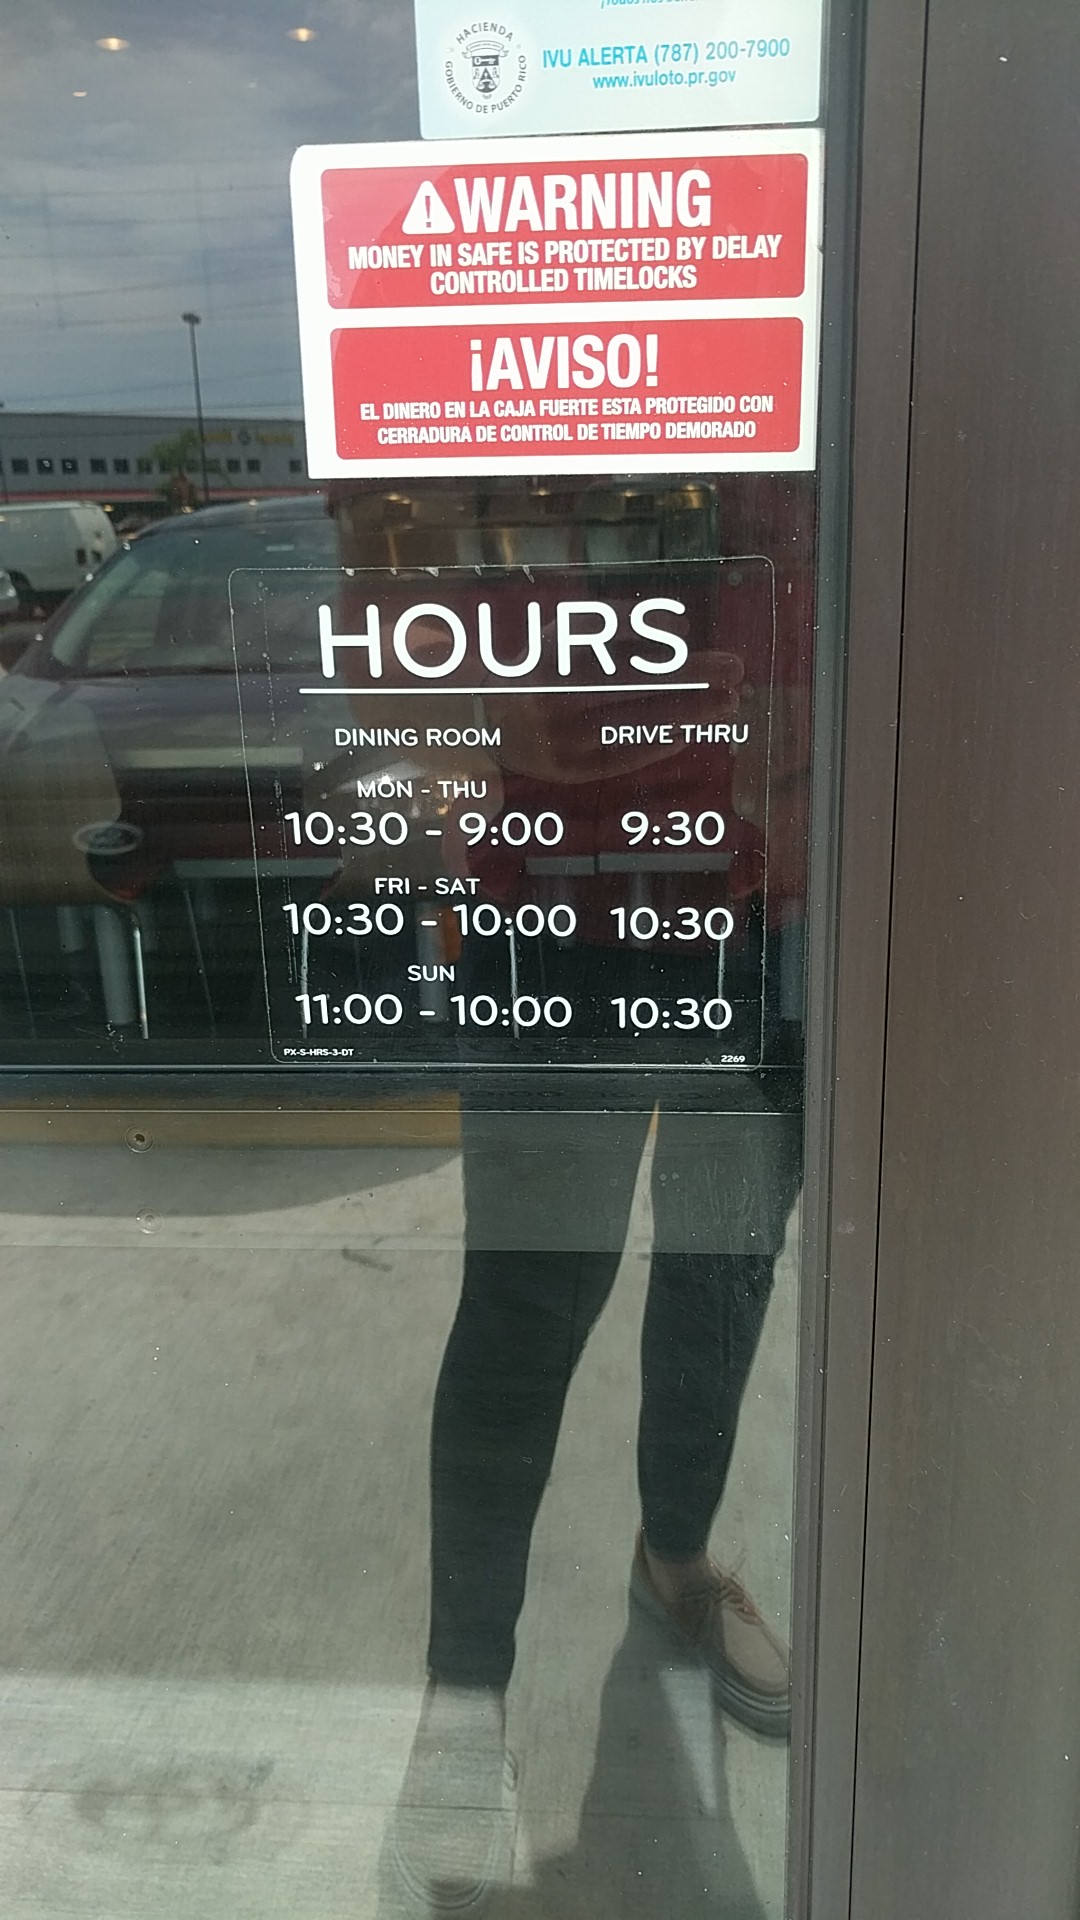 HACIENDA
GOBIERNO DE PUERTO RICO
IVU ALERTA (787) 200-7900
www.ivuloto.pr.gov
WARNING
MONEY IN SAFE IS PROTECTED BY DELAY
CONTROLLED TIMELOCKS
¡AVISO!
EL DINERO EN LA CAJA FUERTE ESTA PROTEGIDO CON
CERRADURA DE CONTROL DE TIEMPO DEMORADO
HOURS
DINING ROOM DRIVE THRU
MON - THU
10:30 - 9:00 9:30
FRI - SAT
10:30 - 10:00 10:30
SUN
11:00 - 10:00 10:30
PX-S-HRS-3-DT 2269